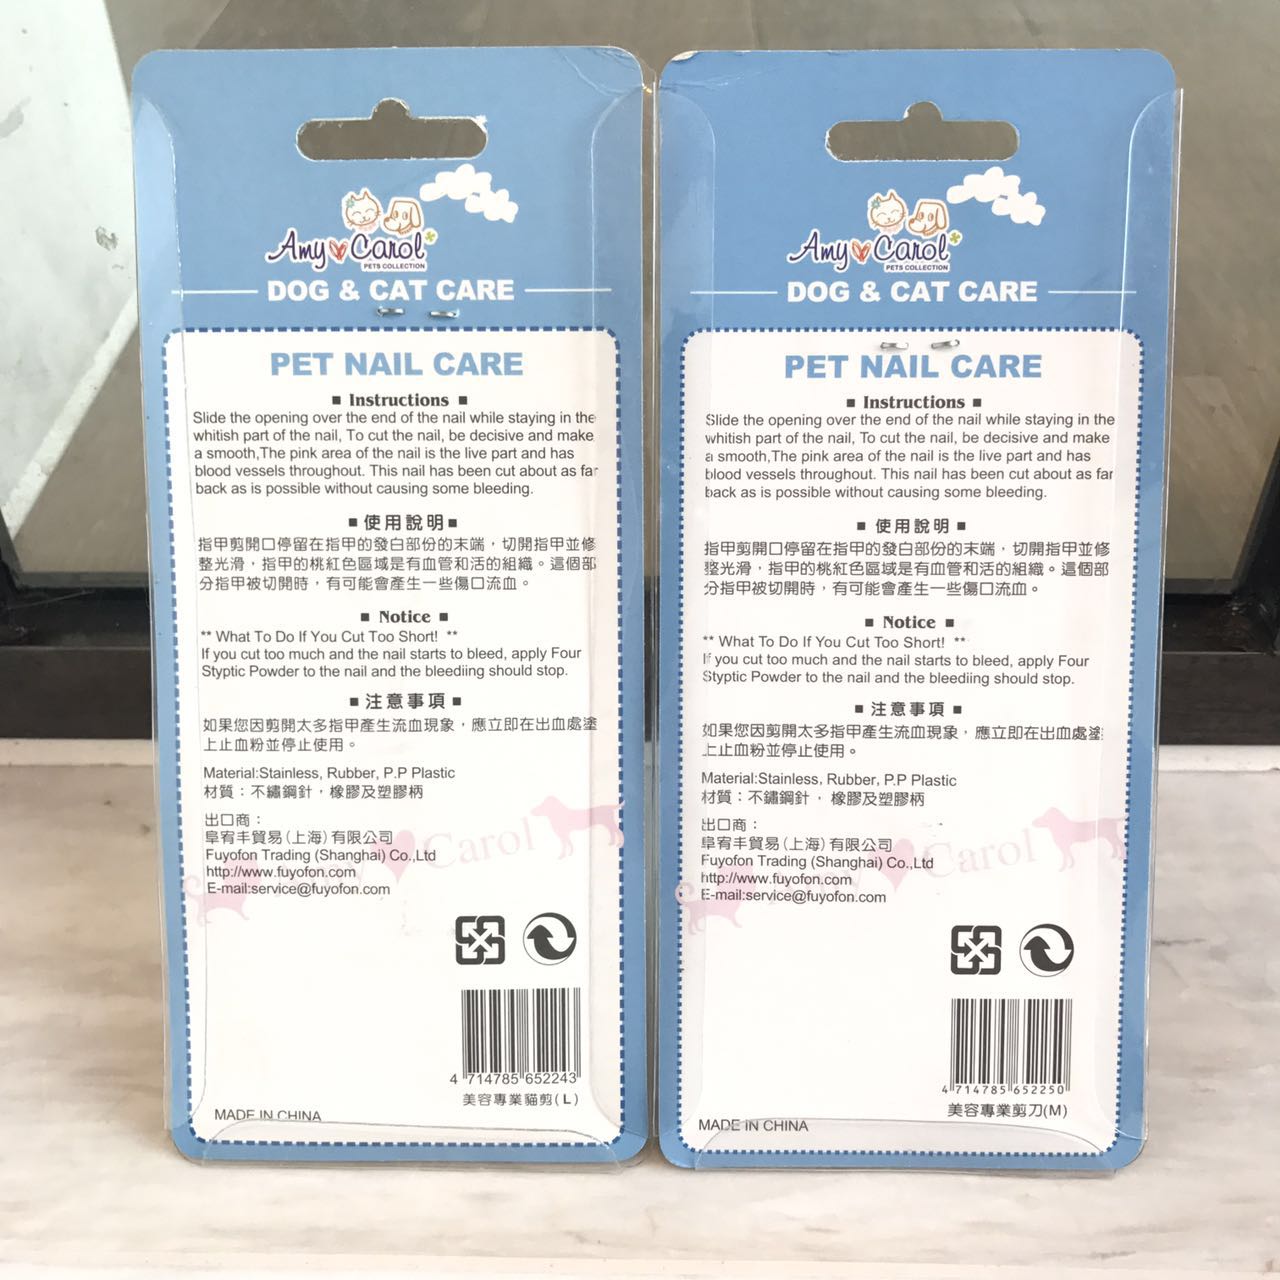 Amy Carol
PETS COLLECTION
DOG & CAT CARE
PET NAIL CARE
■ Instructions ■
Slide the opening over the end of the nail while staying in the
whitish part of the nail, To cut the nail, be decisive and make
a smooth,The pink area of the nail is the live part and has
blood vessels throughout. This nail has been cut about as far
back as is possible without causing some bleeding.
■使用說明■
指甲剪開口停留在指甲的發白部份的末端，切開指甲並修
整光滑，指甲的桃紅色區域是有血管和活的組織。這個部
分指甲被切開時，有可能會產生一些傷口流血。
■ Notice ■
** What To Do If You Cut Too Short! **
If you cut too much and the nail starts to bleed, apply Four
Styptic Powder to the nail and the bleediing should stop.
■注意事項■
如果您因剪開太多指甲產生流血現象，應立即在出血處塗
上止血粉並停止使用。
Material:Stainless, Rubber, P.P Plastic
材質：不鏽鋼針，橡膠及塑膠柄
出口商：
阜宥丰貿易(上海)有限公司
Fuyofon Trading (Shanghai) Co.,Ltd
http://www.fuyofon.com
E-mail:service@fuyofon.com
Carol
4 714785 652243
美容專業貓剪(L)
MADE IN CHINA
Amy Carol
PETS COLLECTION
DOG & CAT CARE
PET NAIL CARE
■ Instructions ■
Slide the opening over the end of the nail while staying in the
whitish part of the nail, To cut the nail, be decisive and make
a smooth,The pink area of the nail is the live part and has
blood vessels throughout. This nail has been cut about as far
back as is possible without causing some bleeding.
■ 使用說明 ■
指甲剪開口停留在指甲的發白部份的末端，切開指甲並修
整光滑，指甲的桃紅色區域是有血管和活的組織。這個部
分指甲被切開時，有可能會產生一些傷口流血。
■ Notice ■
** What To Do If You Cut Too Short! **
If you cut too much and the nail starts to bleed, apply Four
Styptic Powder to the nail and the bleediing should stop.
■ 注意事項 ■
如果您因剪開太多指甲產生流血現象，應立即在出血處塗
上止血粉並停止使用。
Material:Stainless, Rubber, P.P Plastic
材質：不鏽鋼針，橡膠及塑膠柄
出口商：
阜宥丰貿易(上海)有限公司
Fuyofon Trading (Shanghai) Co.,Ltd
http://www.fuyofon.com
E-mail:service@fuyofon.com
Carol
4 714785 652250
美容專業剪刀(M)
MADE IN CHINA